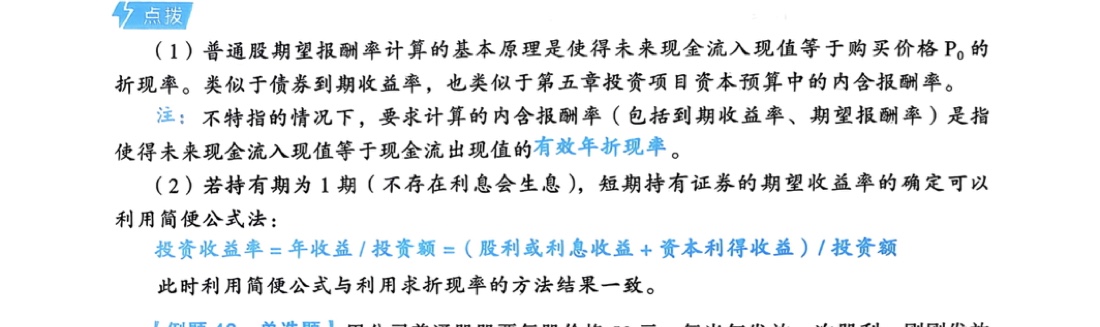 点拨
（1）普通股期望报酬率计算的基本原理是使得未来现金流入现值等于购买价格 P₀ 的
折现率。类似于债券到期收益率，也类似于第五章投资项目资本预算中的内含报酬率。
注：不特指的情况下，要求计算的内含报酬率（包括到期收益率、期望报酬率）是指
使得未来现金流入现值等于现金流出现值的有效年折现率。
（2）若持有期为 1 期（不存在利息会生息），短期持有证券的期望收益率的确定可以
利用简便公式法：
投资收益率 = 年收益 / 投资额 =（股利或利息收益 + 资本利得收益）/ 投资额
此时利用简便公式与利用求折现率的方法结果一致。